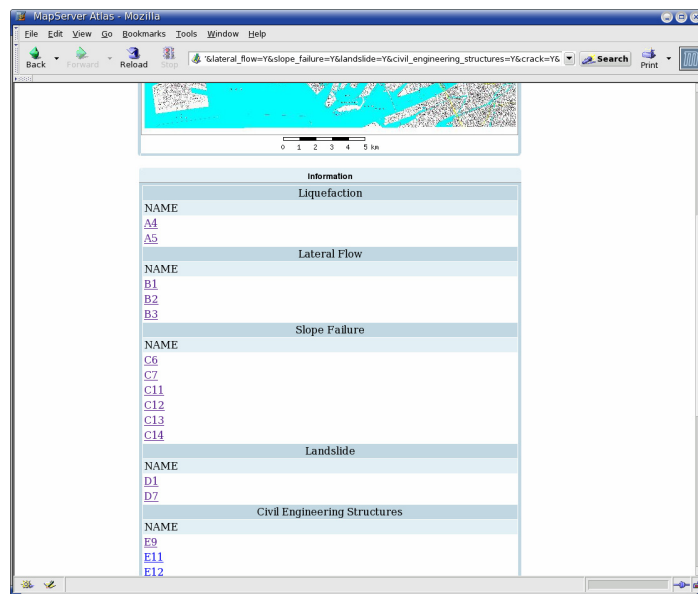 MapServer Atlas - Mozilla
File Edit View Go Bookmarks Tools Window Help
Back Forward Reload Stop '&lateral_flow=Y&slope_failure=Y&landslide=Y&civil_engineering_structures=Y&crack=Y& Search Print
0 1 2 3 4 5 km
Information
Liquefaction
NAME
A4
A5
Lateral Flow
NAME
B1
B2
B3
Slope Failure
NAME
C6
C7
C11
C12
C13
C14
Landslide
NAME
D1
D7
Civil Engineering Structures
NAME
E9
E11
E12